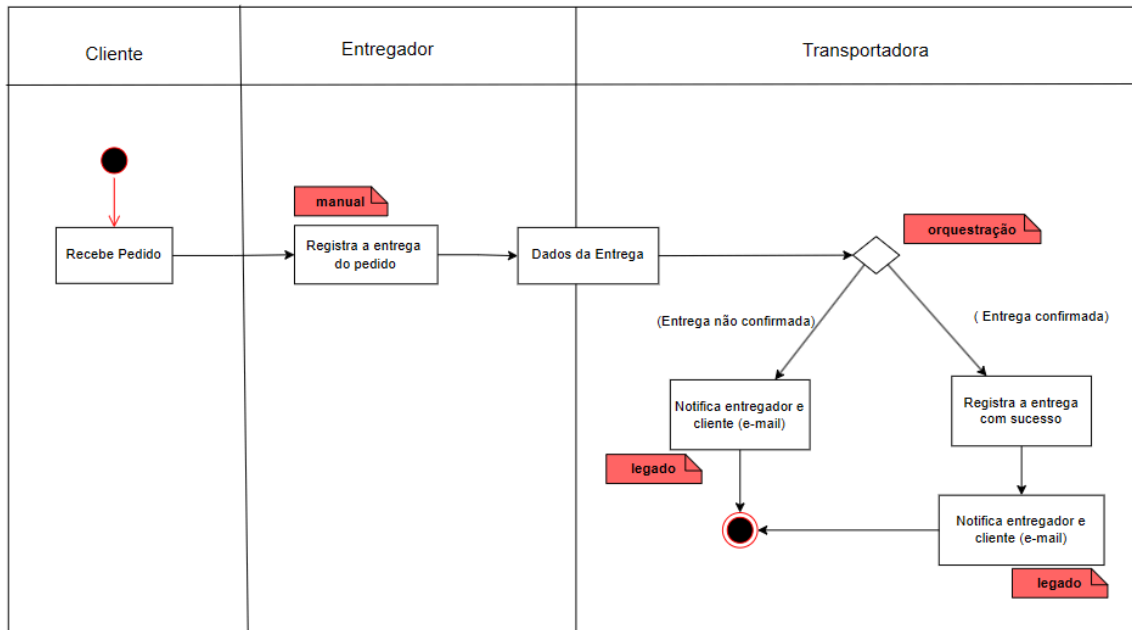 Cliente
Entregador
Transportadora
manual
orquestração
Recebe Pedido
Registra a entrega
do pedido
Dados da Entrega
(Entrega não confirmada)
( Entrega confirmada)
Notifica entregador e
cliente (e-mail)
Registra a entrega
com sucesso
legado
Notifica entregador e
cliente (e-mail)
legado